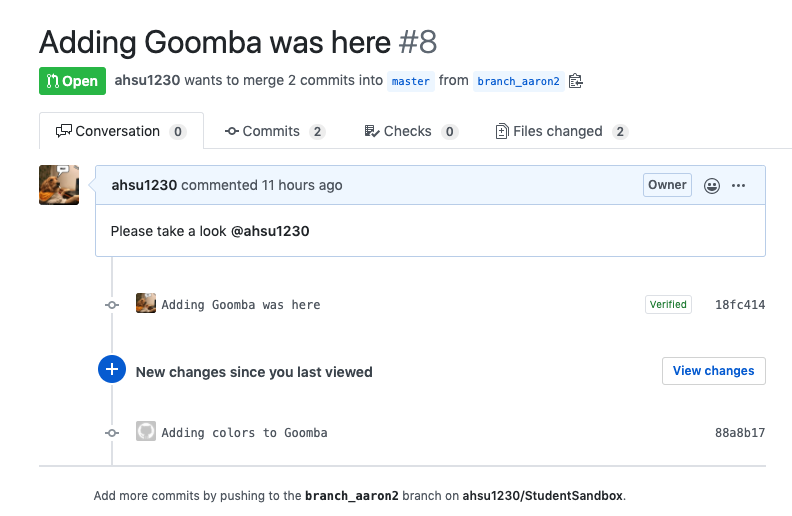 Adding Goomba was here #8
Open ahsu1230 wants to merge 2 commits into master from branch_aaron2
Conversation 0 Commits 2 Checks 0 Files changed 2
ahsu1230 commented 11 hours ago Owner
Please take a look @ahsu1230
Adding Goomba was here Verified 18fc414
New changes since you last viewed View changes
Adding colors to Goomba 88a8b17
Add more commits by pushing to the branch_aaron2 branch on ahsu1230/StudentSandbox.